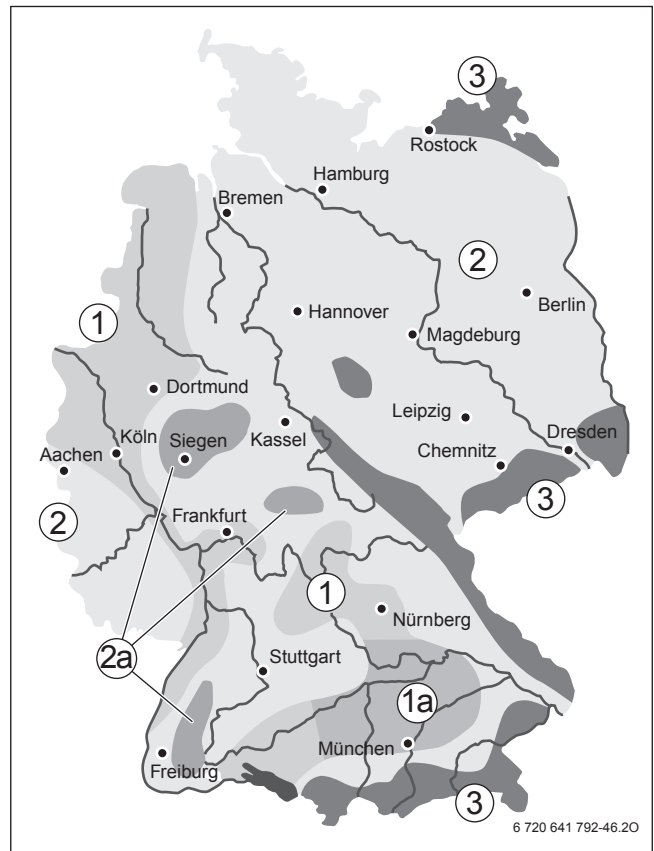 3
Rostock
Hamburg
Bremen
2
Berlin
Hannover
1
Magdeburg
Dortmund
Leipzig
Köln
Siegen
Kassel
Dresden
Aachen
Chemnitz
3
2
Frankfurt
1
Nürnberg
2a
Stuttgart
1a
München
Freiburg
3
6 720 641 792-46.2O